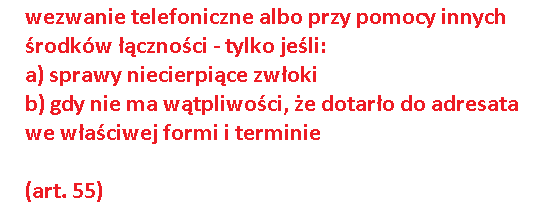 wezwanie telefoniczne albo przy pomocy innych
środków łączności - tylko jeśli:
a) sprawy niecierpiące zwłoki
b) gdy nie ma wątpliwości, że dotarło do adresata
we właściwej formi i terminie
(art. 55)